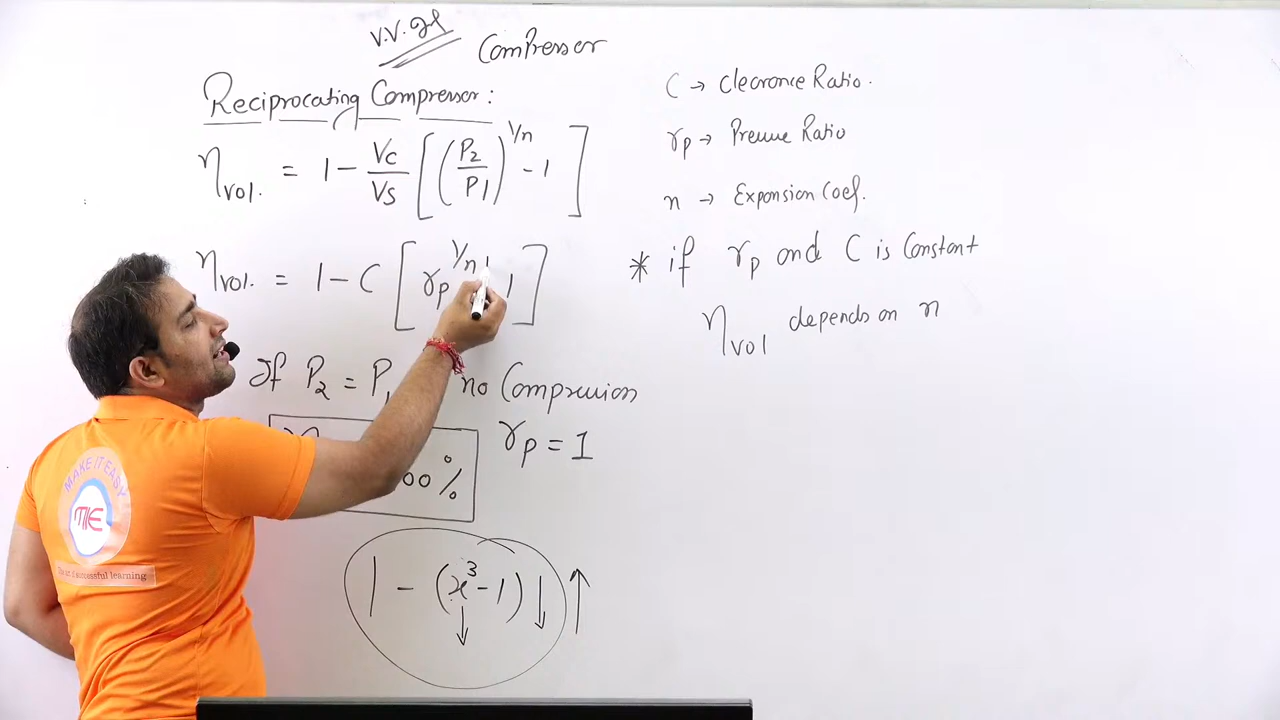 V.V.Imp
Compressor
Reciprocating Compressor:
ηvol. = 1 - Vc/Vs [(P2/P1)^1/n - 1]
ηvol. = 1 - C [rp^1/n 1]
If P2 = P1 no Compression
rp = 1
00%
1 - (x³ - 1) ↓ ↑
↓
C → Clearance Ratio.
rp → Pressure Ratio
n → Expansion Coef.
* if rp and C is Constant
ηvol depends on n
MAKE IT EASY
MIE
The art of successful learning